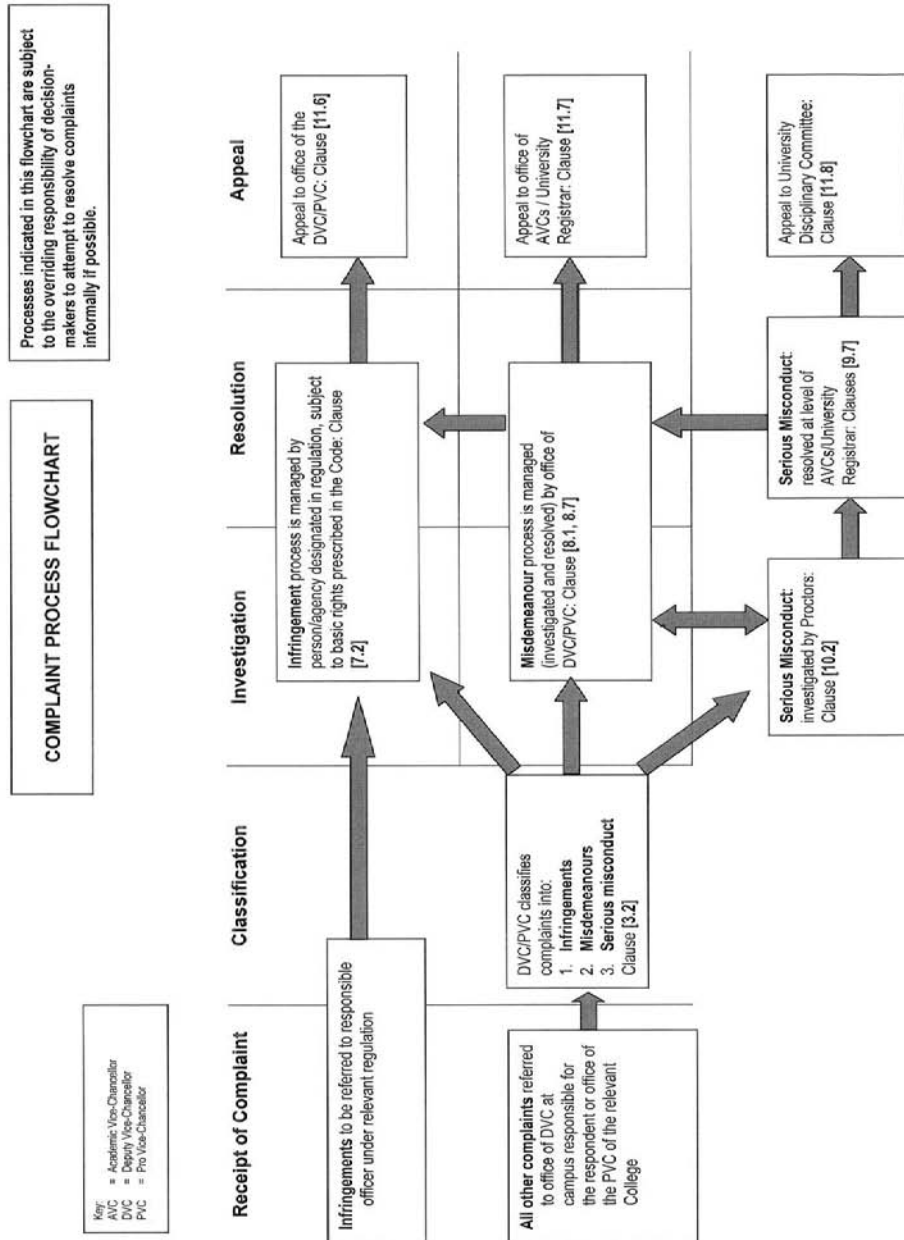 COMPLAINT PROCESS FLOWCHART
Processes indicated in this flowchart are subject
to the overriding responsibility of decision-
makers to attempt to resolve complaints
informally if possible.
Key:
AVC = Academic Vice-Chancellor
DVC = Deputy Vice-Chancellor
PVC = Pro Vice-Chancellor
Receipt of Complaint
Classification
Investigation
Resolution
Appeal
Infringements to be referred to responsible
officer under relevant regulation
Infringement process is managed by
person/agency designated in regulation, subject
to basic rights prescribed in the Code: Clause
[7.2]
Appeal to office of the
DVC/PVC: Clause [11.6]
All other complaints referred
to office of DVC at
campus responsible for
the respondent or office of
the PVC of the relevant
College
DVC/PVC classifies
complaints into:
1. Infringements
2. Misdemeanours
3. Serious misconduct
Clause [3.2]
Misdemeanour process is managed
(investigated and resolved) by office of
DVC/PVC: Clause [8.1, 8.7]
Appeal to office of
AVCs / University
Registrar: Clause [11.7]
Serious Misconduct:
investigated by Proctors:
Clause [10.2]
Serious Misconduct:
resolved at level of
AVCs/University
Registrar: Clauses [9.7]
Appeal to University
Disciplinary Committee:
Clause [11.8]